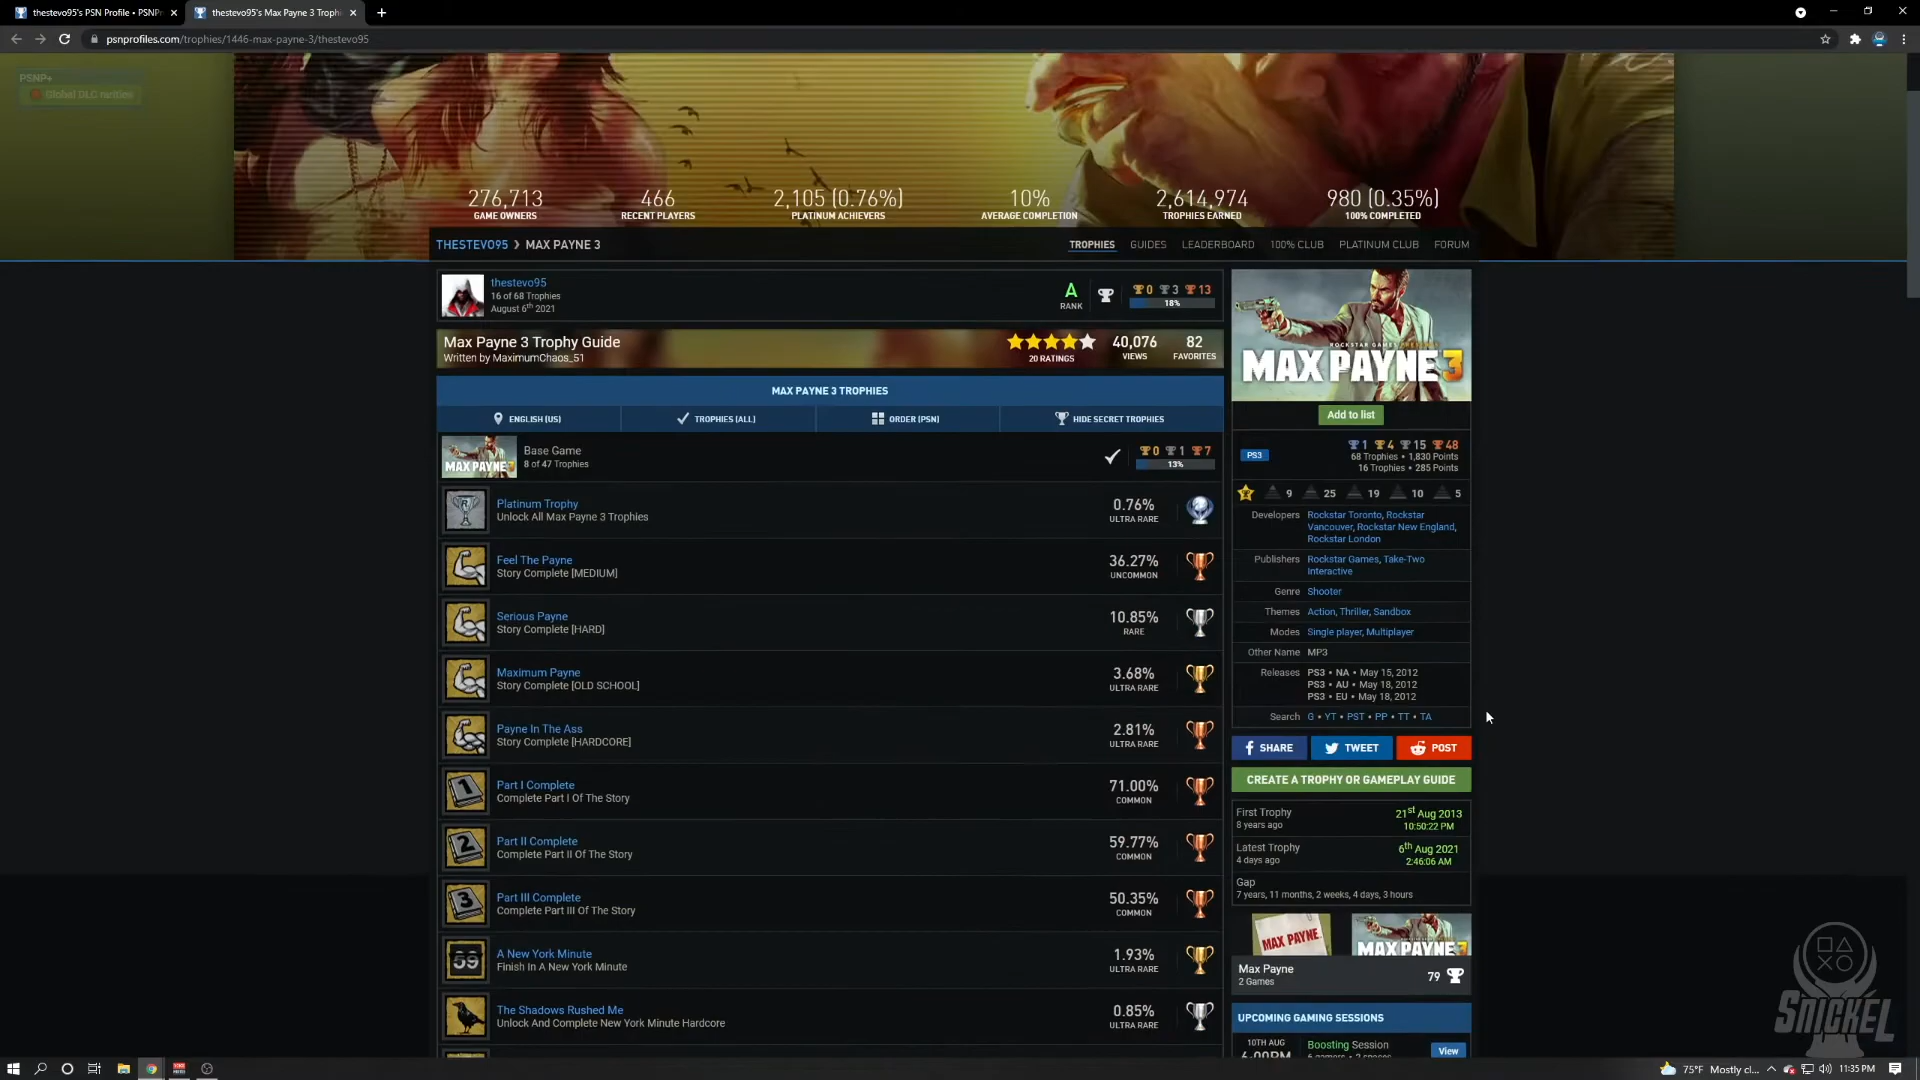 thestevo95's PSN Profile • PSNPr
thestevo95's Max Payne 3 Troph
psnprofiles.com/trophies/1446-max-payne-3/thestevo95
PSNP+
Global DLC rarities
276,713
GAME OWNERS
466
RECENT PLAYERS
2,105 (0.76%)
PLATINUM ACHIEVERS
10%
AVERAGE COMPLETION
2,614,974
TROPHIES EARNED
980 (0.35%)
100% COMPLETED
THESTEVO95 › MAX PAYNE 3
TROPHIES GUIDES LEADERBOARD 100% CLUB PLATINUM CLUB FORUM
thestevo95
16 of 68 Trophies
August 6th 2021
A
RANK
0 3 13
18%
Max Payne 3 Trophy Guide
Written by MaximumChaos_51
20 RATINGS
40,076
VIEWS
82
FAVORITES
MAX PAYNE 3 TROPHIES
ENGLISH (US) TROPHIES (ALL) ORDER (PSN) HIDE SECRET TROPHIES
MAX PAYNE 3
Base Game
8 of 47 Trophies
0 1 7
13%
Platinum Trophy
Unlock All Max Payne 3 Trophies
0.76%
ULTRA RARE
Feel The Payne
Story Complete [MEDIUM]
36.27%
UNCOMMON
Serious Payne
Story Complete [HARD]
10.85%
RARE
Maximum Payne
Story Complete [OLD SCHOOL]
3.68%
ULTRA RARE
Payne In The Ass
Story Complete [HARDCORE]
2.81%
ULTRA RARE
1
Part I Complete
Complete Part I Of The Story
71.00%
COMMON
2
Part II Complete
Complete Part II Of The Story
59.77%
COMMON
3
Part III Complete
Complete Part III Of The Story
50.35%
COMMON
59
A New York Minute
Finish In A New York Minute
1.93%
ULTRA RARE
The Shadows Rushed Me
Unlock And Complete New York Minute Hardcore
0.85%
ULTRA RARE
ROCKSTAR GAMES PRESENTS
MAX PAYNE 3
Add to list
PS3
1 4 15 48
68 Trophies • 1,830 Points
16 Trophies • 285 Points
9 25 19 10 5
Developers Rockstar Toronto, Rockstar
Vancouver, Rockstar New England,
Rockstar London
Publishers Rockstar Games, Take-Two
Interactive
Genre Shooter
Themes Action, Thriller, Sandbox
Modes Single player, Multiplayer
Other Name MP3
Releases PS3 • NA • May 15, 2012
PS3 • AU • May 18, 2012
PS3 • EU • May 18, 2012
Search G • YT • PST • PP • TT • TA
SHARE TWEET POST
CREATE A TROPHY OR GAMEPLAY GUIDE
First Trophy
8 years ago
21st Aug 2013
10:50:22 PM
Latest Trophy
4 days ago
6th Aug 2021
2:46:06 AM
Gap
7 years, 11 months, 2 weeks, 4 days, 3 hours
MAX PAYNE
MAX PAYNE 3
Max Payne
2 Games
79
UPCOMING GAMING SESSIONS
10TH AUG
6:00PM
Boosting Session
View
SNICKEL
75°F Mostly cl...
11:35 PM